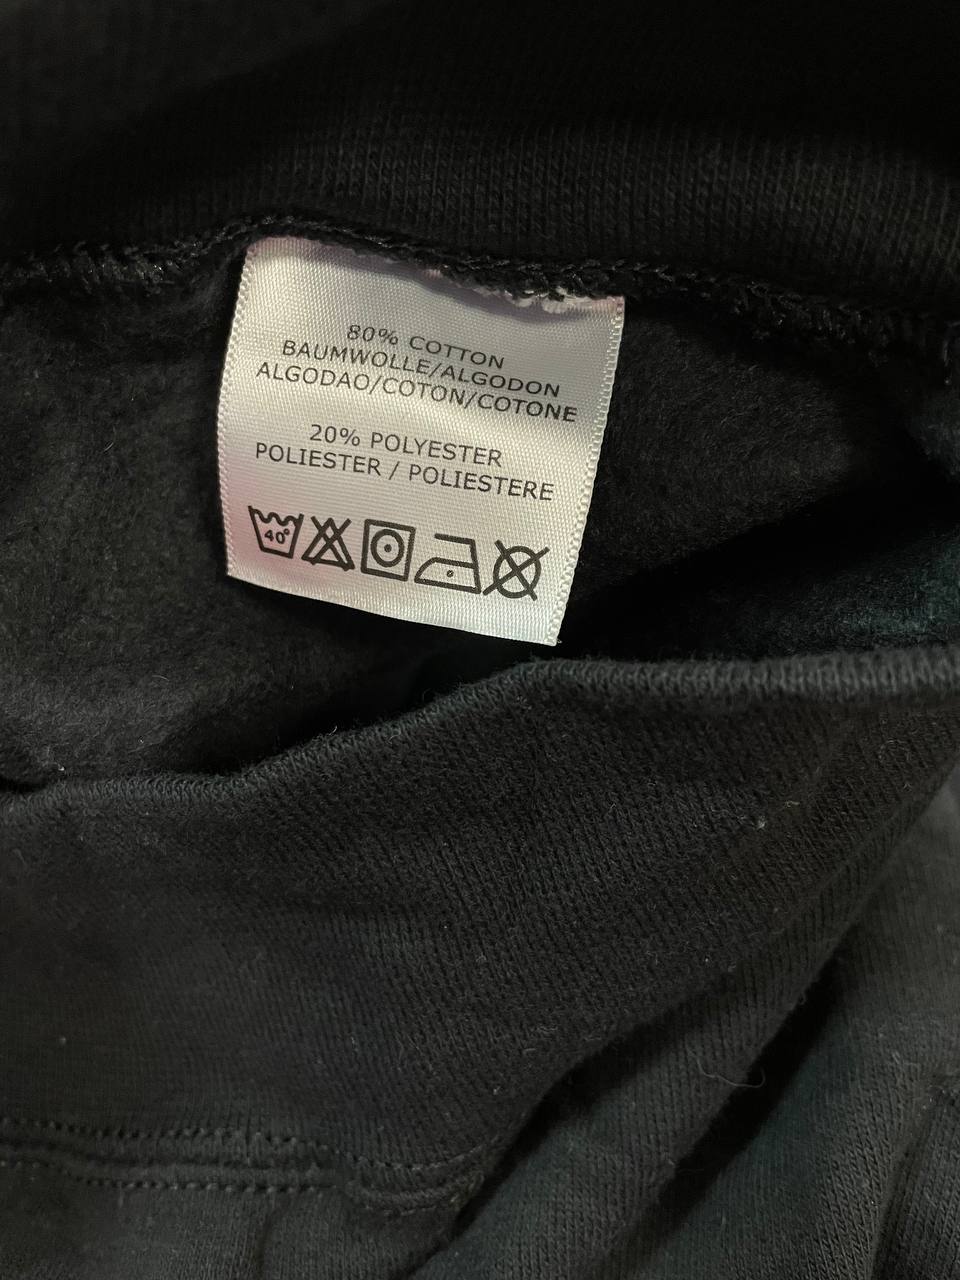 80% COTTON
BAUMWOLLE/ALGODON
ALGODAO/COTON/COTONE
20% POLYESTER
POLIESTER / POLIESTERE
40°